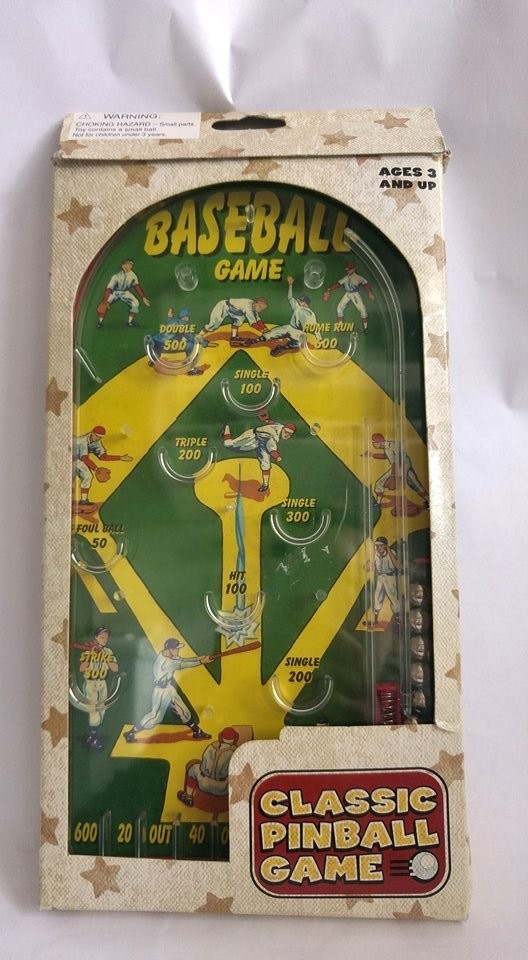 WARNING:
CHOKING HAZARD - Small parts.
Toy contains a small ball.
Not for children under 3 years.
AGES 3
AND UP
BASEBALL
GAME
DOUBLE
500
HOME RUN
SINGLE
100
TRIPLE
200
SINGLE
300
FOUL BALL
50
HIT
100
STRIKE
SINGLE
200
600 20 OUT 40
CLASSIC
PINBALL
GAME